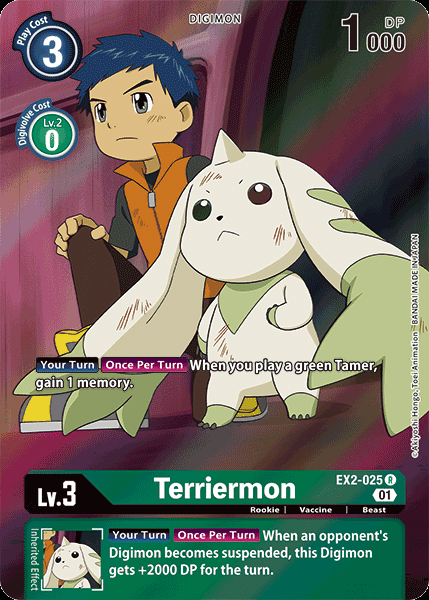 Play Cost
3
DIGIMON
1000
DP
Digivolve Cost
Lv.2
0
Your Turn Once Per Turn When you play a green Tamer,
gain 1 memory.
©Akiyoshi Hongo, Toei Animation BANDAI MADE IN JAPAN
Lv.3
Terriermon
EX2-025 R
01
Rookie | Vaccine | Beast
Inherited Effect
Your Turn Once Per Turn When an opponent's
Digimon becomes suspended, this Digimon
gets +2000 DP for the turn.